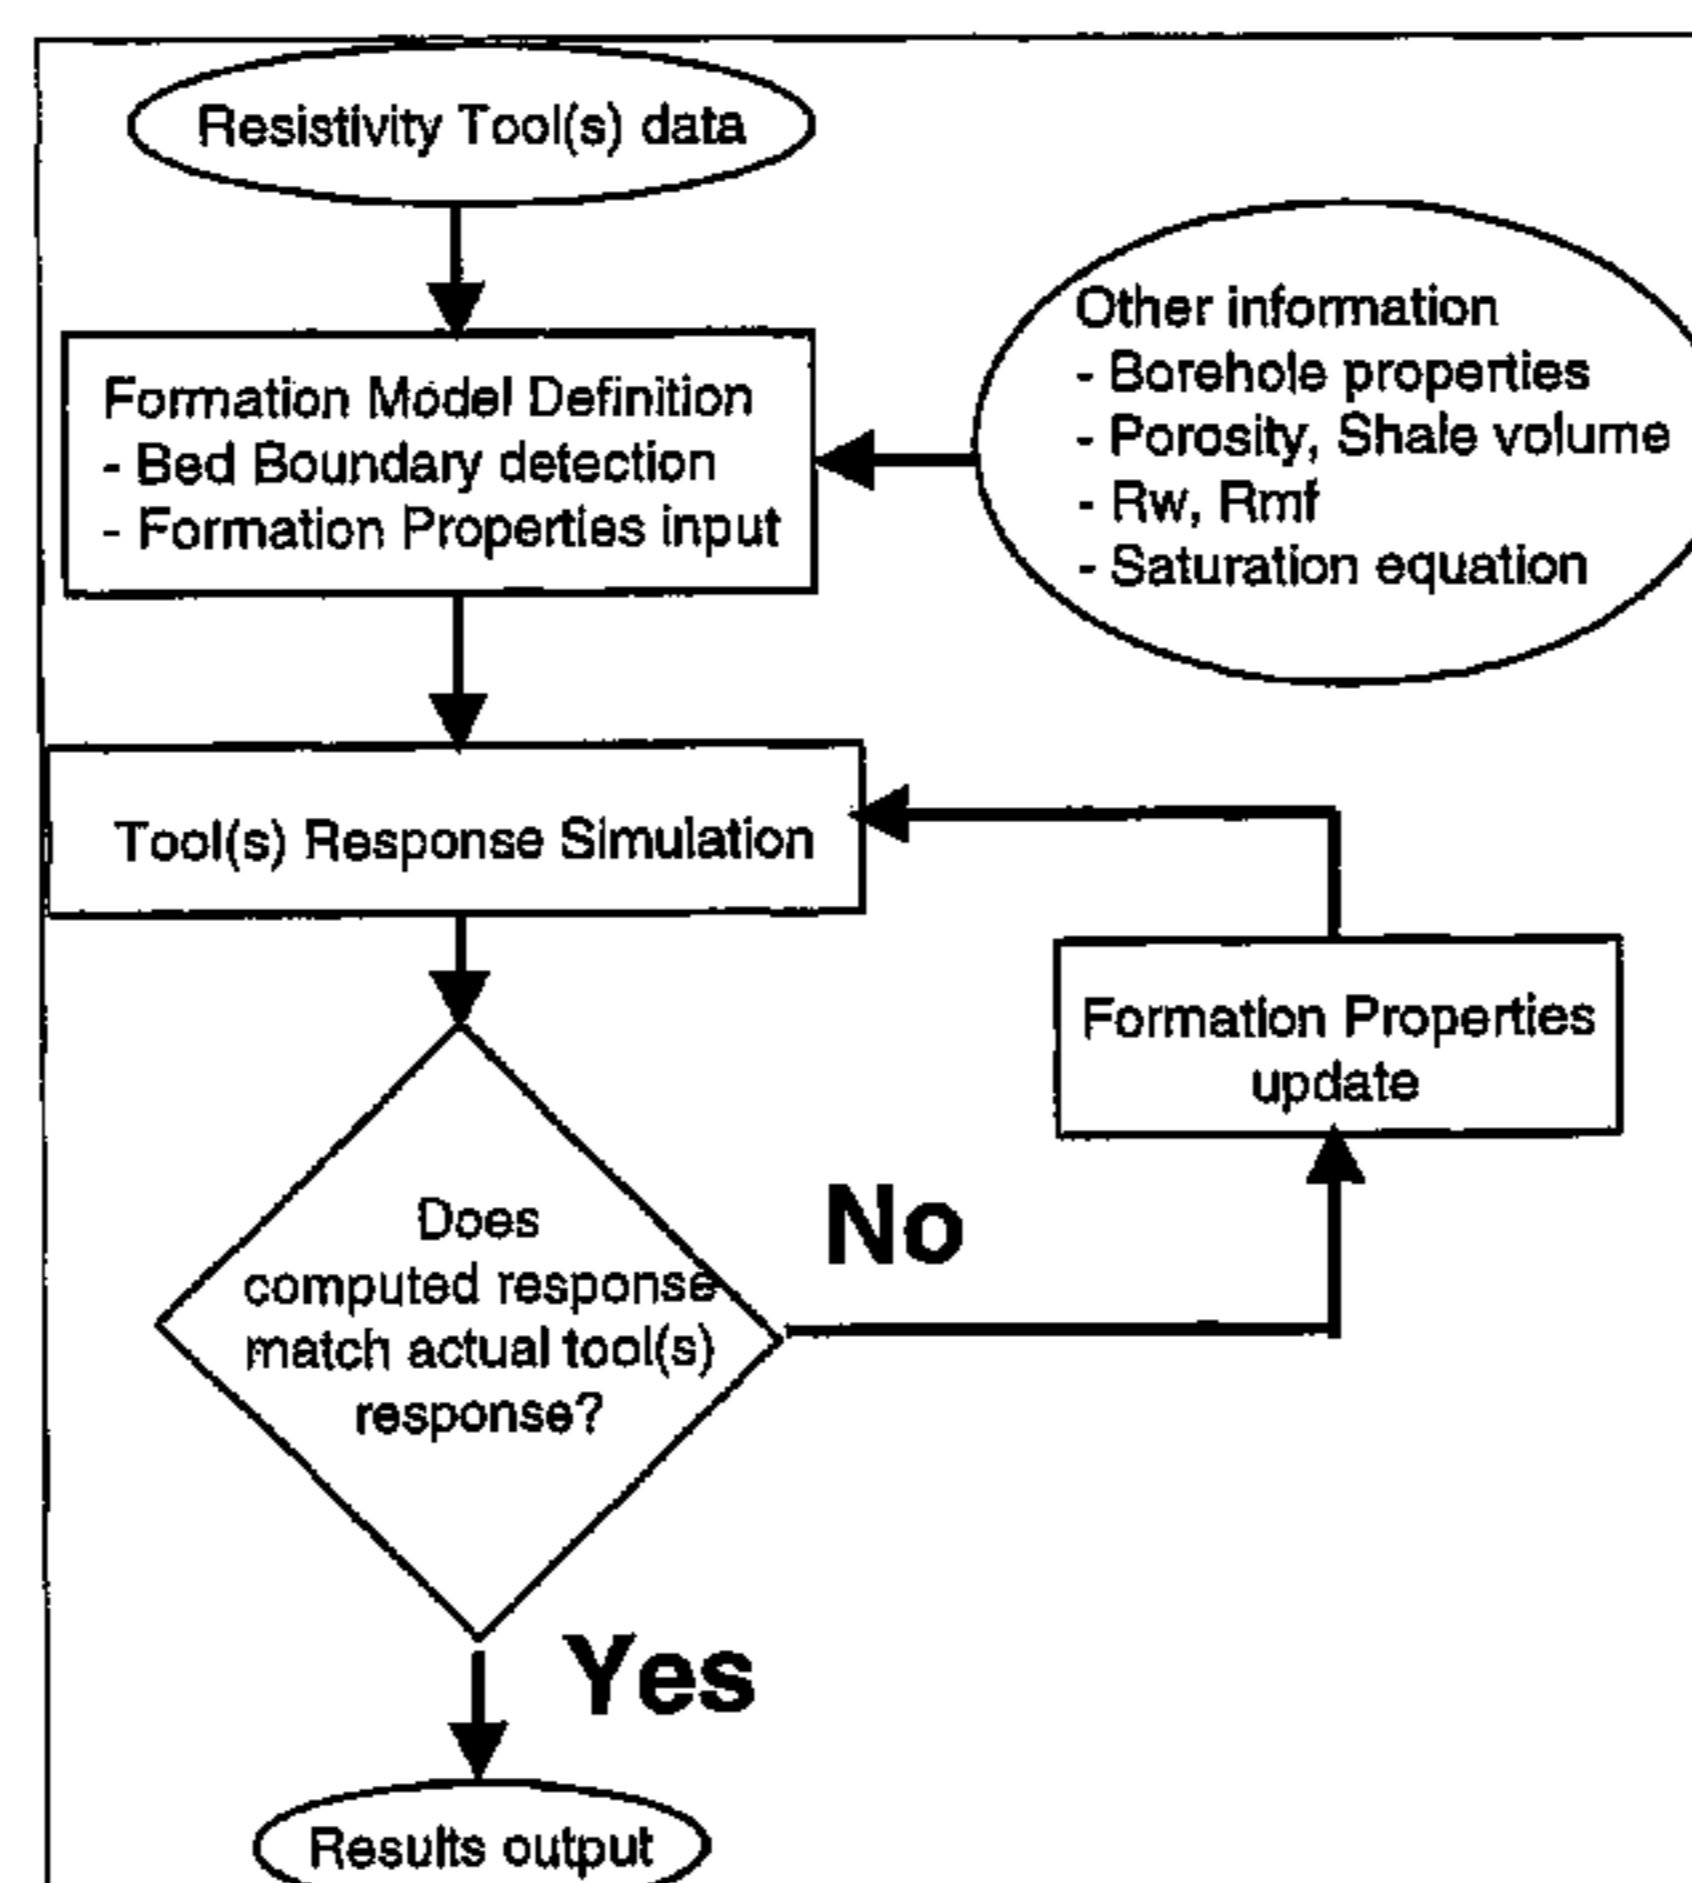 Resistivity Tool(s) data
Other information
- Borehole properties
- Porosity, Shale volume
- Rw, Rmf
- Saturation equation
Formation Model Definition
- Bed Boundary detection
- Formation Properties input
Tool(s) Response Simulation
Formation Properties
update
Does
computed response
match actual tool(s)
response?
No
Yes
Results output